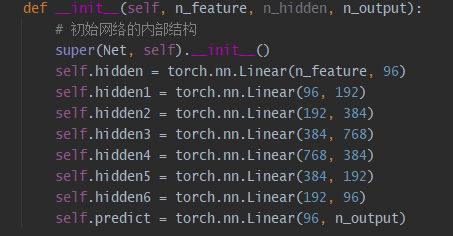 def __init__(self, n_feature, n_hidden, n_output):
# 初始网络的内部结构
super(Net, self).__init__()
self.hidden = torch.nn.Linear(n_feature, 96)
self.hidden1 = torch.nn.Linear(96, 192)
self.hidden2 = torch.nn.Linear(192, 384)
self.hidden3 = torch.nn.Linear(384, 768)
self.hidden4 = torch.nn.Linear(768, 384)
self.hidden5 = torch.nn.Linear(384, 192)
self.hidden6 = torch.nn.Linear(192, 96)
self.predict = torch.nn.Linear(96, n_output)